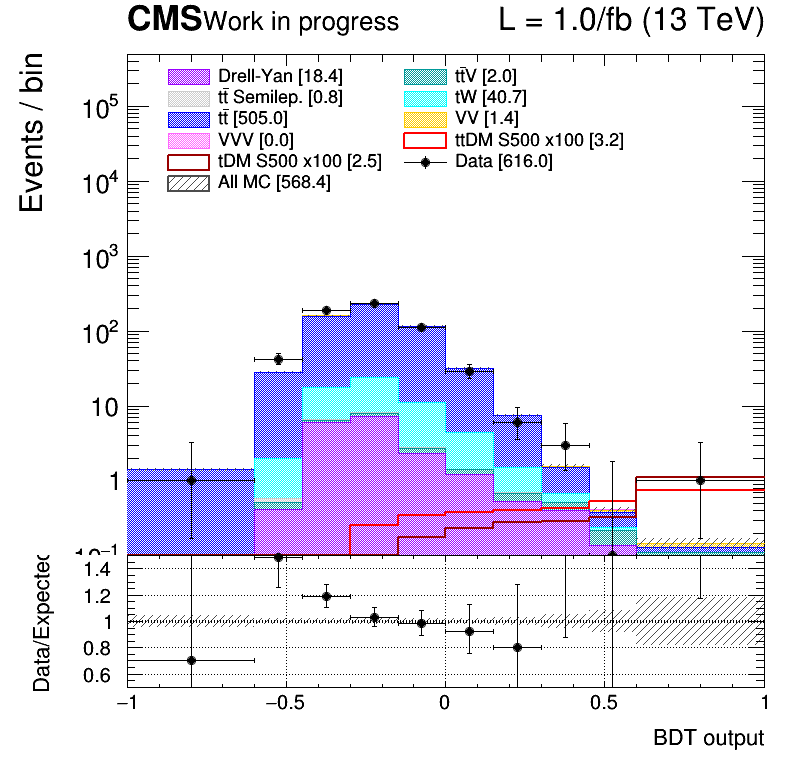 CMS Work in progress L = 1.0/fb (13 TeV)
Events / bin
Drell-Yan [18.4] tt̄V [2.0]
tt̄ Semilep. [0.8] tW [40.7]
tt̄ [505.0] VV [1.4]
VVV [0.0] ttDM S500 x100 [3.2]
tDM S500 x100 [2.5] Data [616.0]
All MC [568.4]
10⁵
10⁴
10³
10²
10
1
10⁻¹
Data/Expected
1.4
1.2
1
0.8
0.6
−1 −0.5 0 0.5 1
BDT output